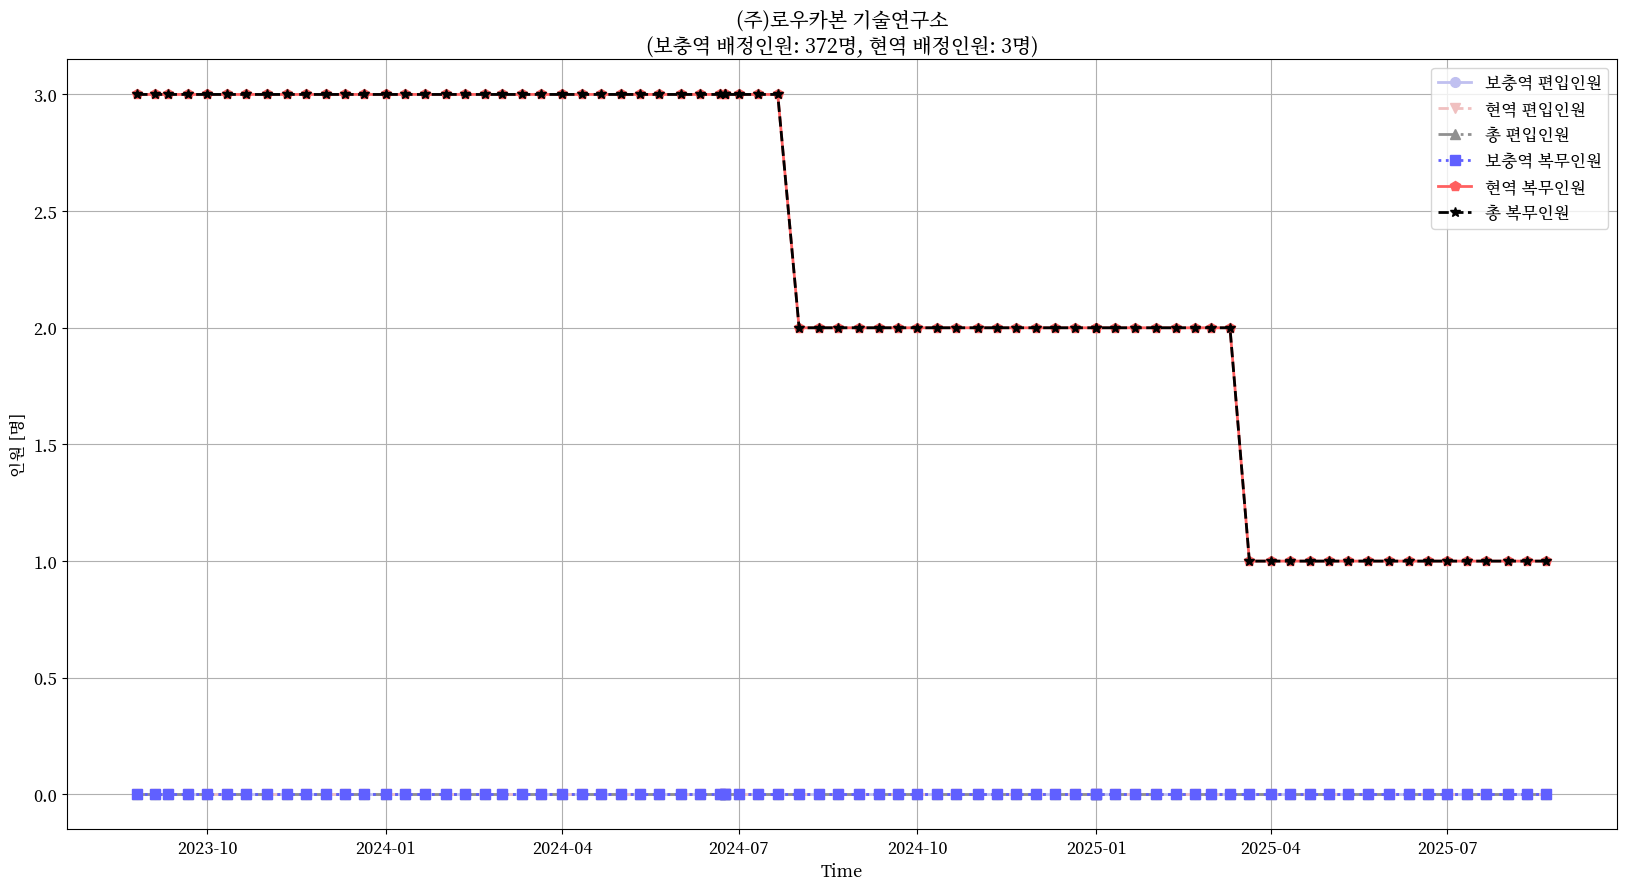 (주)로우카본 기술연구소
(보충역 배정인원: 372명, 현역 배정인원: 3명)
보충역 편입인원
현역 편입인원
총 편입인원
보충역 복무인원
현역 복무인원
총 복무인원
3.0
2.5
2.0
1.5
1.0
0.5
0.0
인원 [명]
2023-10
2024-01
2024-04
2024-07
2024-10
2025-01
2025-04
2025-07
Time